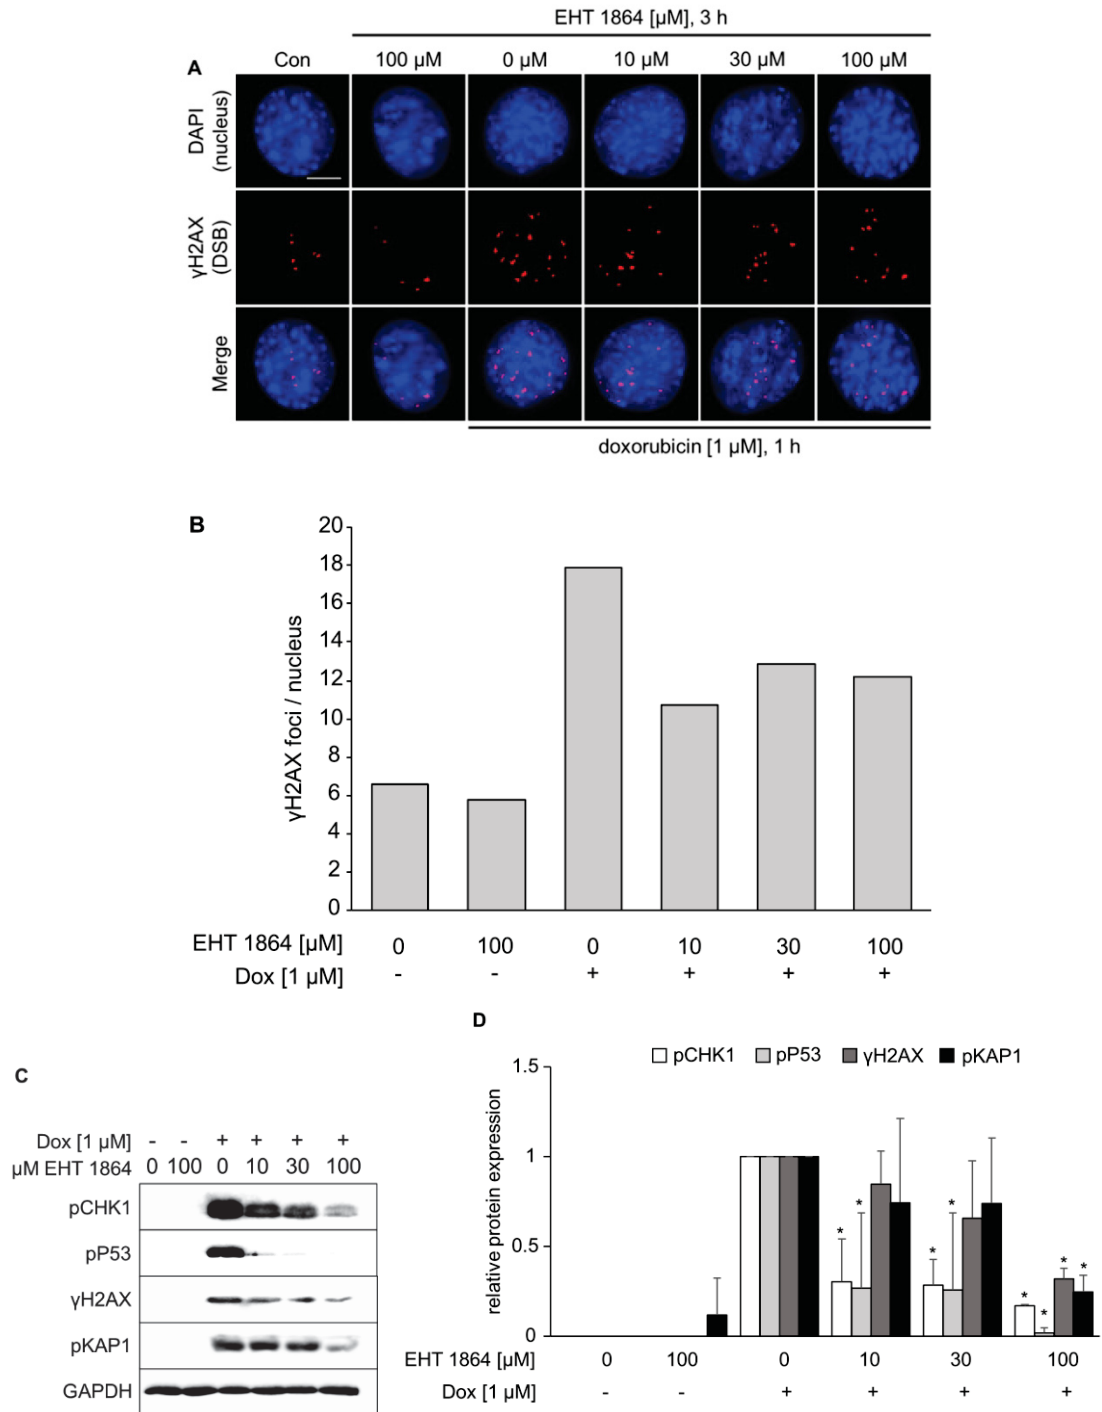 EHT 1864 [µM], 3 h
A
Con 100 µM 0 µM 10 µM 30 µM 100 µM
DAPI
(nucleus)
γH2AX
(DSB)
Merge
doxorubicin [1 µM], 1 h
B
γH2AX foci / nucleus
20
18
16
14
12
10
8
6
4
2
0
EHT 1864 [µM] 0 100 0 10 30 100
Dox [1 µM] - - + + + +
C
Dox [1 µM] - - + + + +
µM EHT 1864 0 100 0 10 30 100
pCHK1
pP53
γH2AX
pKAP1
GAPDH
D
pCHK1 pP53 γH2AX pKAP1
relative protein expression
1.5
1
0.5
0
* * * * * * * *
EHT 1864 [µM] 0 100 0 10 30 100
Dox [1 µM] - - + + + +